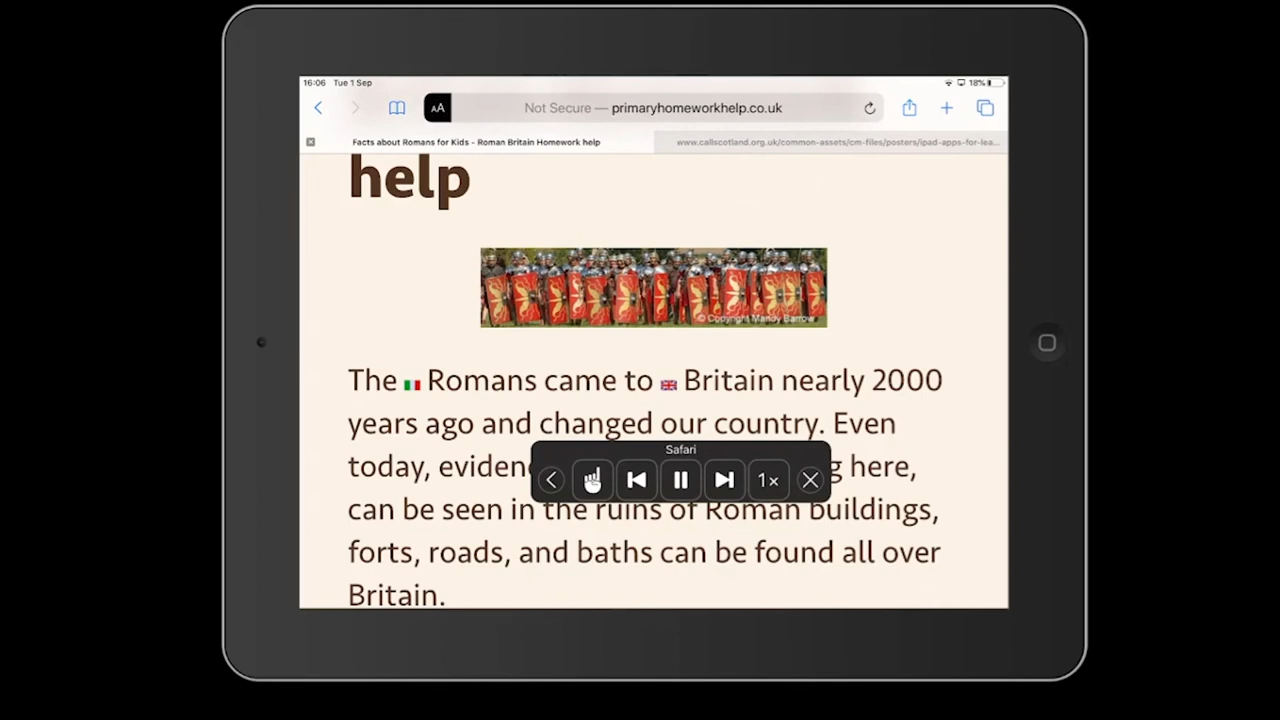 16:06 Tue 1 Sep 18%
AA Not Secure — primaryhomeworkhelp.co.uk
Facts about Romans for Kids - Roman Britain Homework help www.callscotland.org.uk/common-assets/cm-files/posters/ipad-apps-for-lea...
help
© Copyright Mandy Barrow
The Romans came to Britain nearly 2000
years ago and changed our country. Even
Safari
today, here,
1×
can be seen in the ruins of Roman buildings,
forts, roads, and baths can be found all over
Britain.